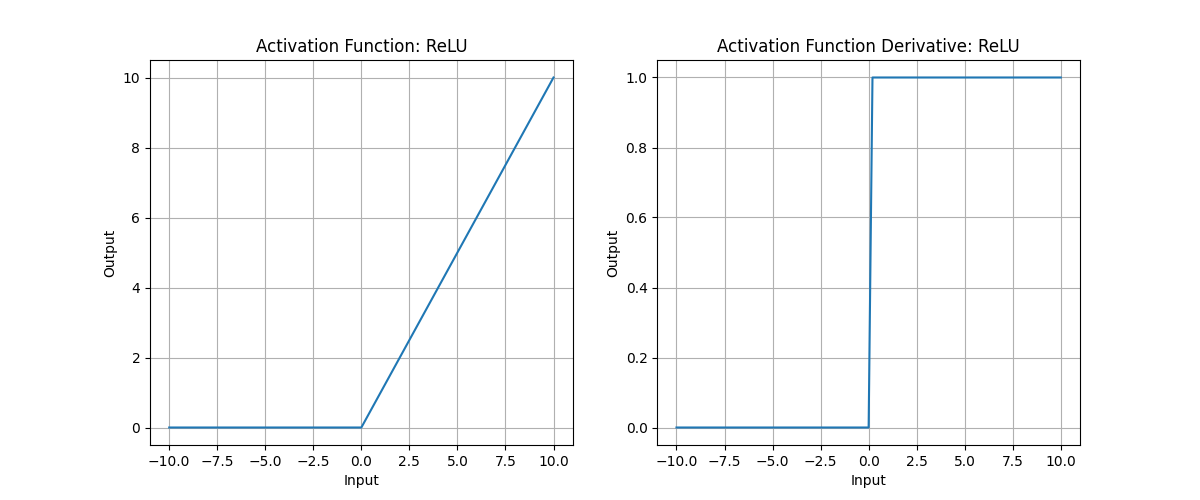 Activation Function: ReLU
Output
10
8
6
4
2
0
−10.0 −7.5 −5.0 −2.5 0.0 2.5 5.0 7.5 10.0
Input
Activation Function Derivative: ReLU
Output
1.0
0.8
0.6
0.4
0.2
0.0
−10.0 −7.5 −5.0 −2.5 0.0 2.5 5.0 7.5 10.0
Input